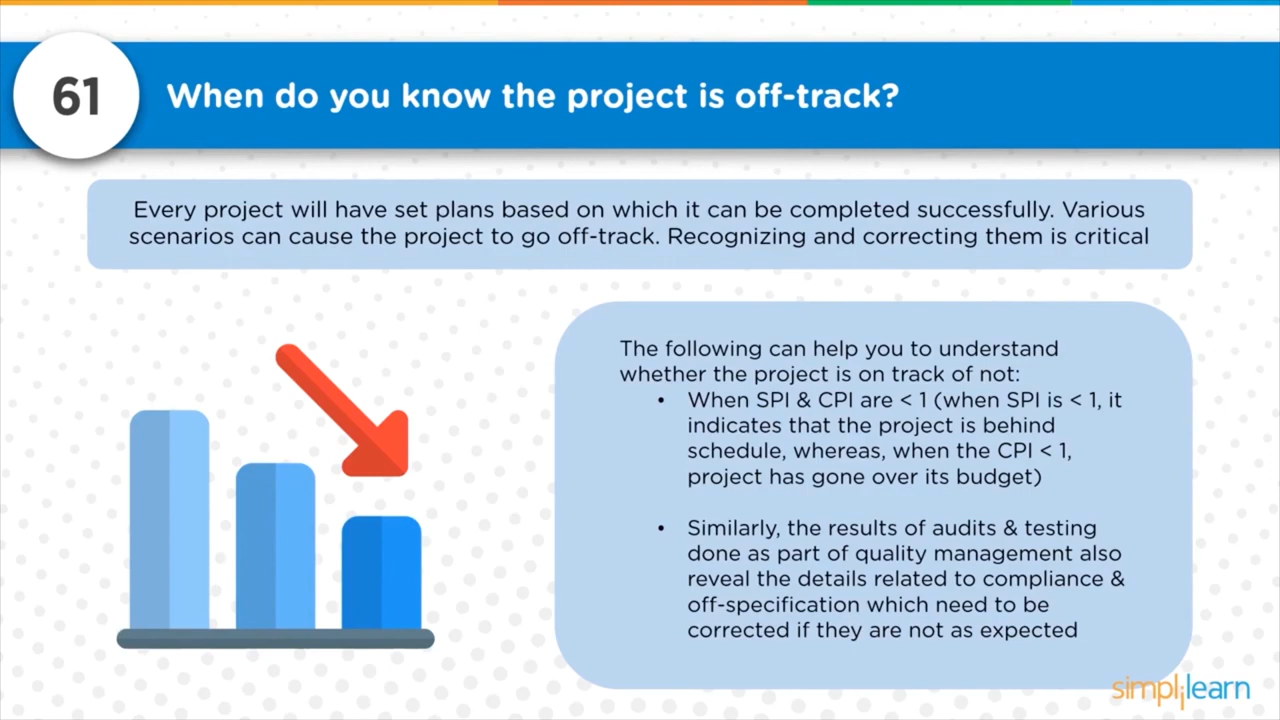 61
When do you know the project is off-track?
Every project will have set plans based on which it can be completed successfully. Various
scenarios can cause the project to go off-track. Recognizing and correcting them is critical
The following can help you to understand
whether the project is on track of not:
• When SPI & CPI are < 1 (when SPI is < 1, it
indicates that the project is behind
schedule, whereas, when the CPI < 1,
project has gone over its budget)
• Similarly, the results of audits & testing
done as part of quality management also
reveal the details related to compliance &
off-specification which need to be
corrected if they are not as expected
simplilearn